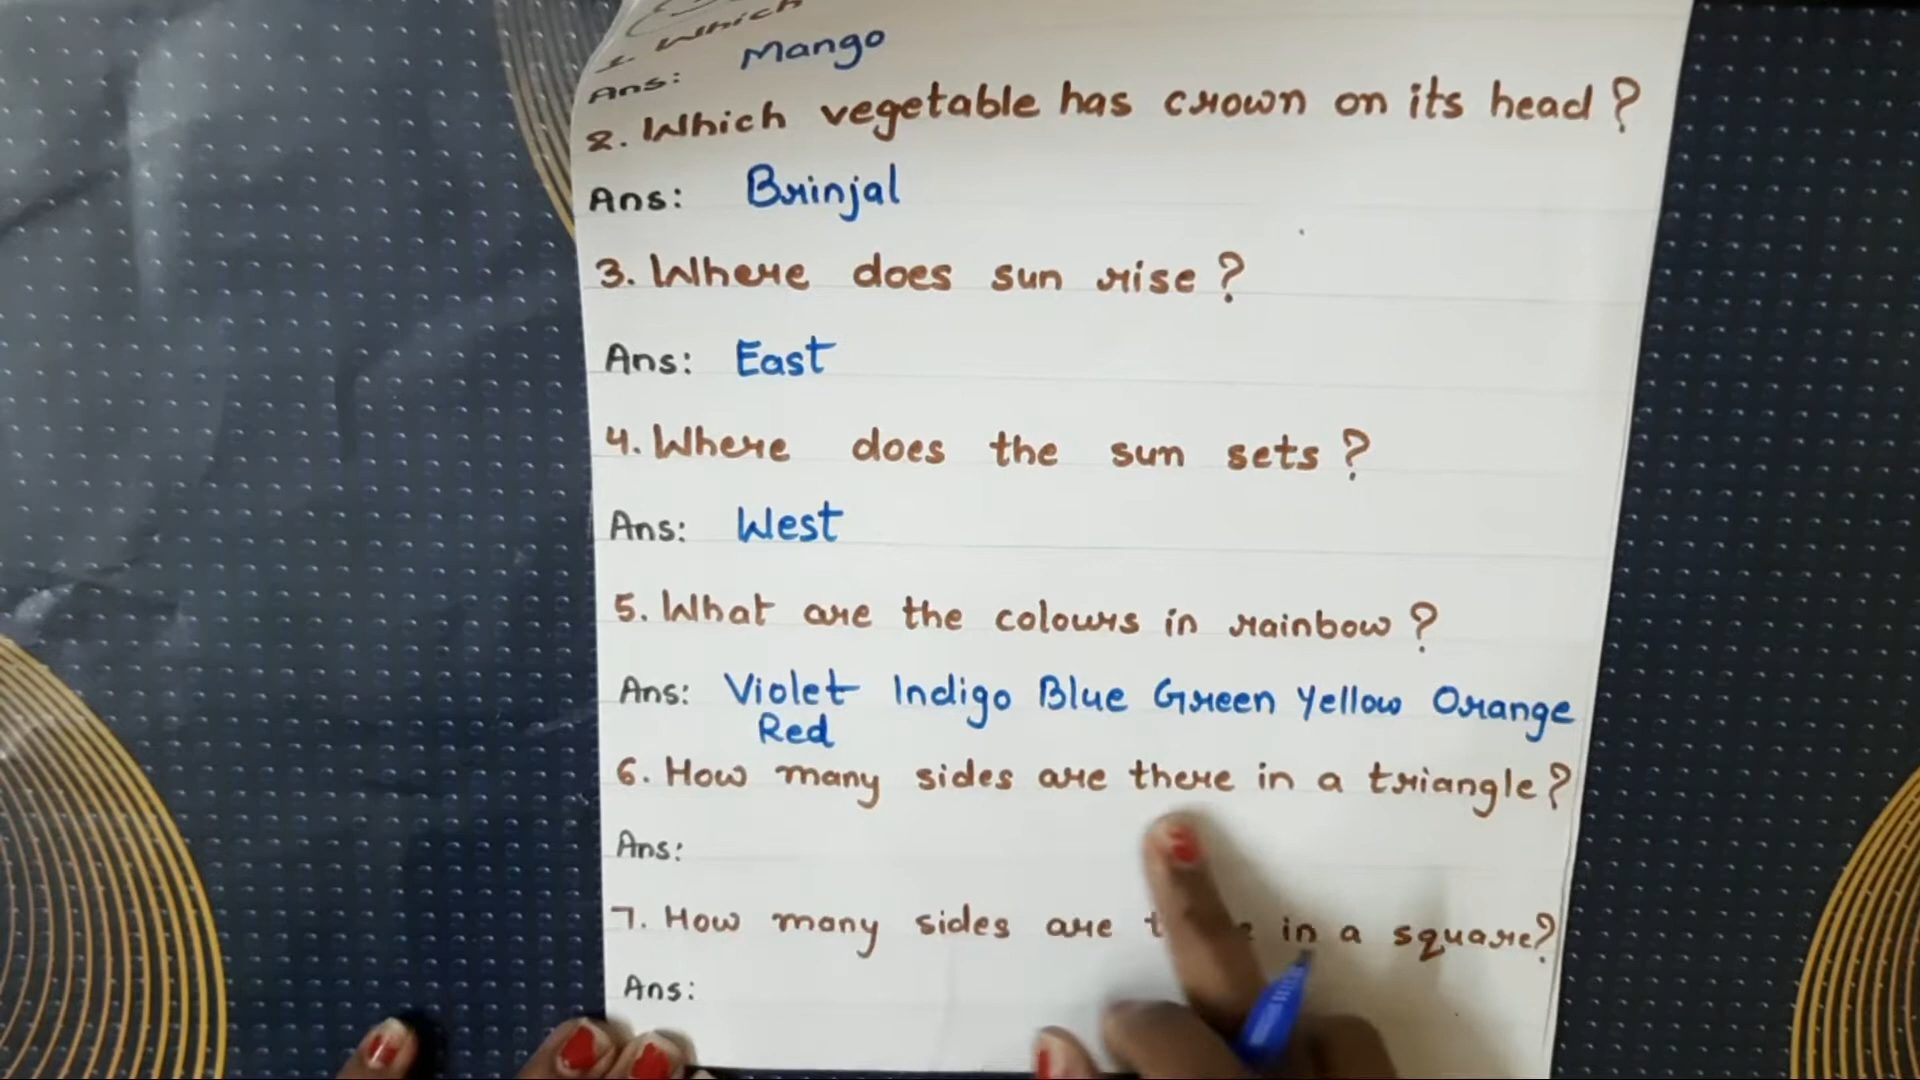 1. Which
Ans: Mango
2. Which vegetable has crown on its head?
Ans: Brinjal
3. Where does sun rise?
Ans: East
4. Where does the sun sets?
Ans: West
5. What are the colours in rainbow?
Ans: Violet Indigo Blue Green Yellow Orange
Red
6. How many sides are there in a triangle?
Ans:
7. How many sides are in a square?
Ans: